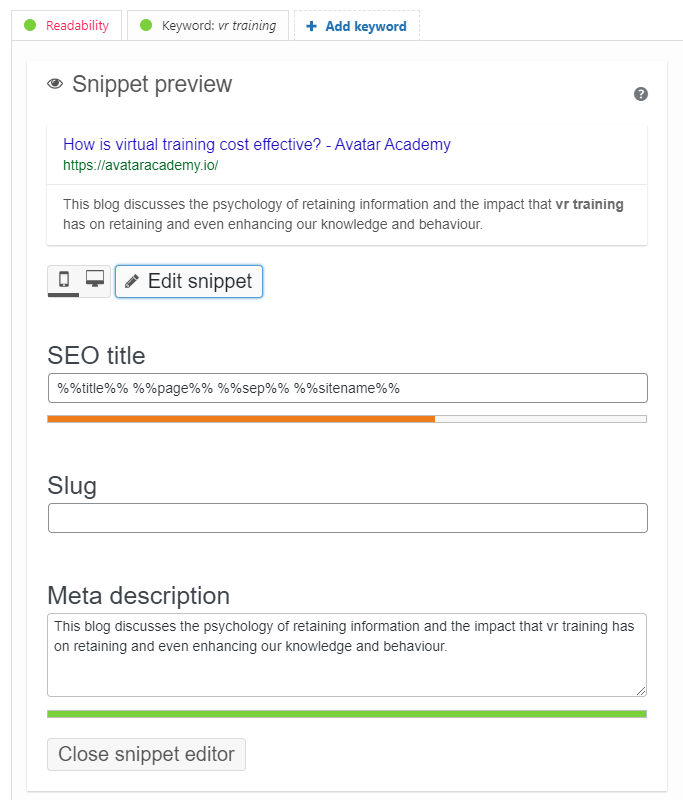 Readability
Keyword: vr training
+ Add keyword
Snippet preview
?
How is virtual training cost effective? - Avatar Academy
https://avataracademy.io/
This blog discusses the psychology of retaining information and the impact that vr training
has on retaining and even enhancing our knowledge and behaviour.
Edit snippet
SEO title
%%title%% %%page%% %%sep%% %%sitename%%
Slug
Meta description
This blog discusses the psychology of retaining information and the impact that vr training has
on retaining and even enhancing our knowledge and behaviour.
Close snippet editor